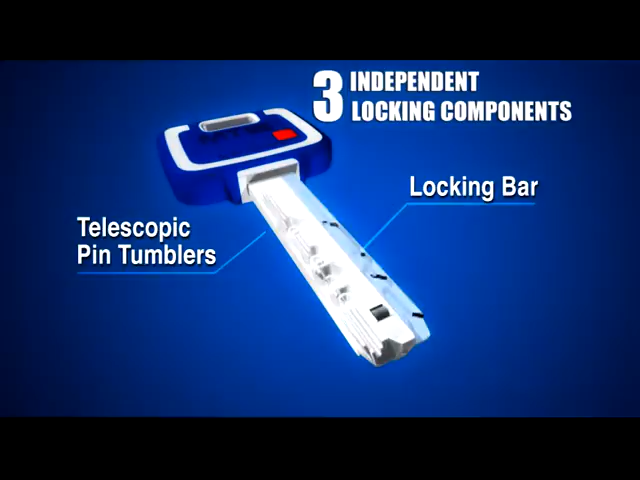 3 INDEPENDENT
LOCKING COMPONENTS
Locking Bar
Telescopic
Pin Tumblers